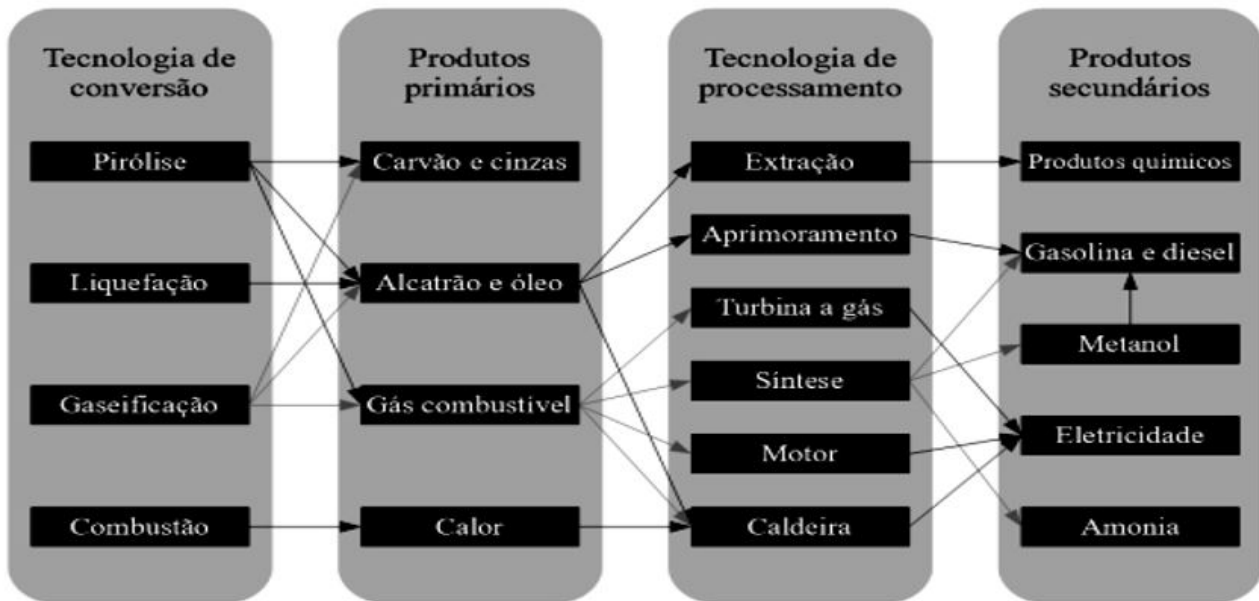 Tecnologia de
conversão
Pirólise
Liquefação
Gaseificação
Combustão
Produtos
primários
Carvão e cinzas
Alcatrão e óleo
Gás combustível
Calor
Tecnologia de
processamento
Extração
Aprimoramento
Turbina a gás
Síntese
Motor
Caldeira
Produtos
secundários
Produtos químicos
Gasolina e diesel
Metanol
Eletricidade
Amonia